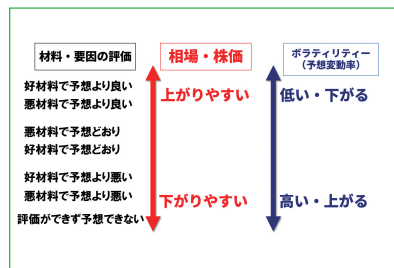 材料・要因の評価
相場・株価
ボラティリティー
（予想変動率）
好材料で予想より良い
悪材料で予想より良い
上がりやすい
低い・下がる
悪材料で予想どおり
好材料で予想どおり
好材料で予想より悪い
悪材料で予想より悪い
下がりやすい
高い・上がる
評価ができず予想できない